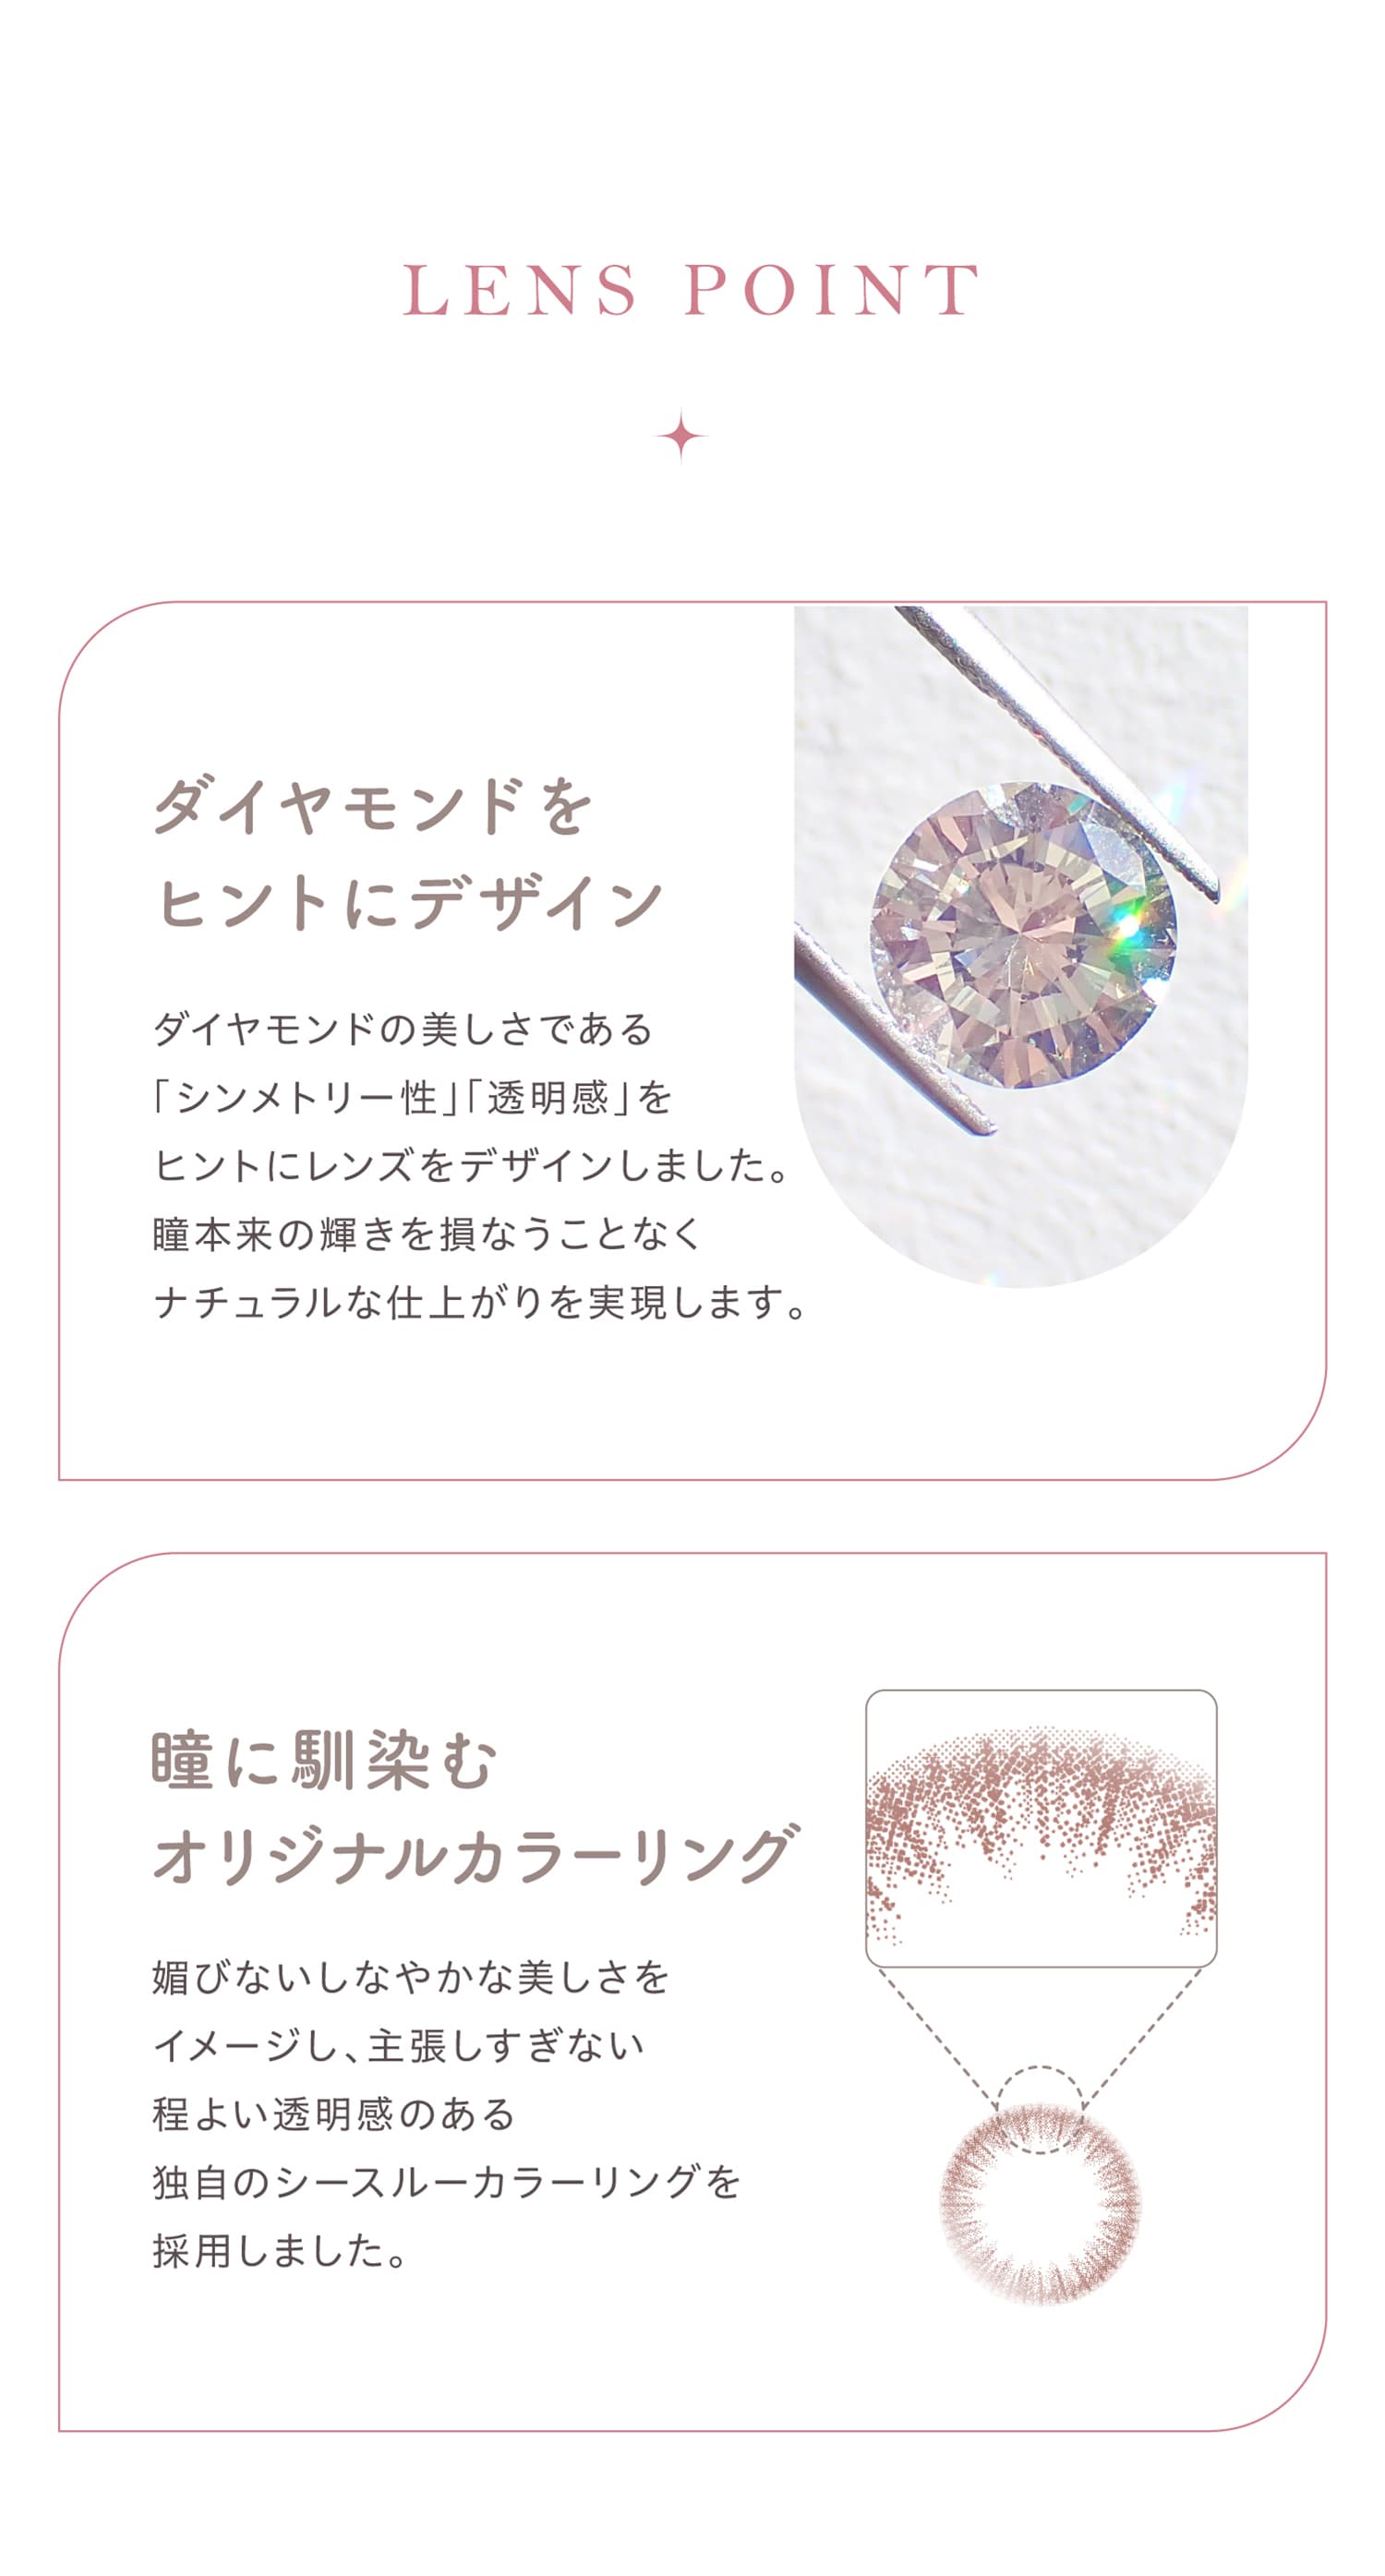 LENS POINT
ダイヤモンドを
ヒントにデザイン
ダイヤモンドの美しさである
「シンメトリー性」「透明感」を
ヒントにレンズをデザインしました。
瞳本来の輝きを損なうことなく
ナチュラルな仕上がりを実現します。
瞳に馴染む
オリジナルカラーリング
媚びないしなやかな美しさを
イメージし、主張しすぎない
程よい透明感のある
独自のシースルーカラーリングを
採用しました。